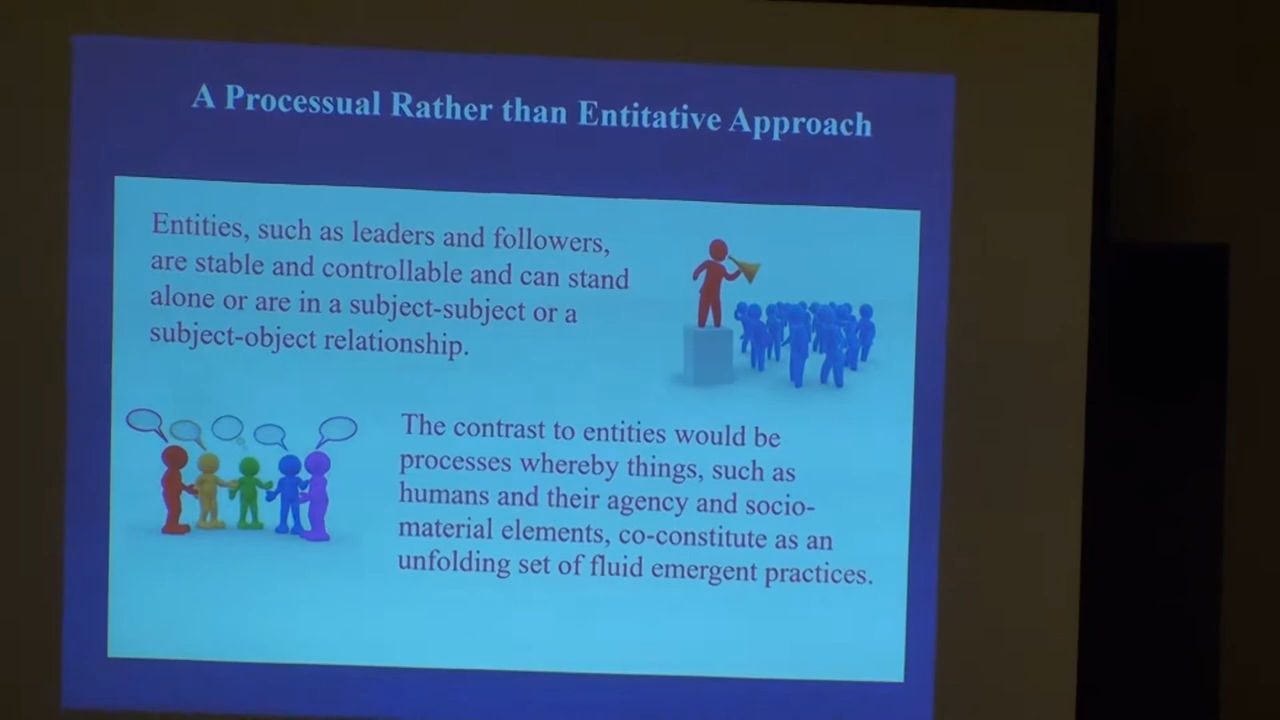 A Processual Rather than Entitative Approach
Entities, such as leaders and followers,
are stable and controllable and can stand
alone or are in a subject-subject or a
subject-object relationship.
The contrast to entities would be
processes whereby things, such as
humans and their agency and socio-
material elements, co-constitute as an
unfolding set of fluid emergent practices.